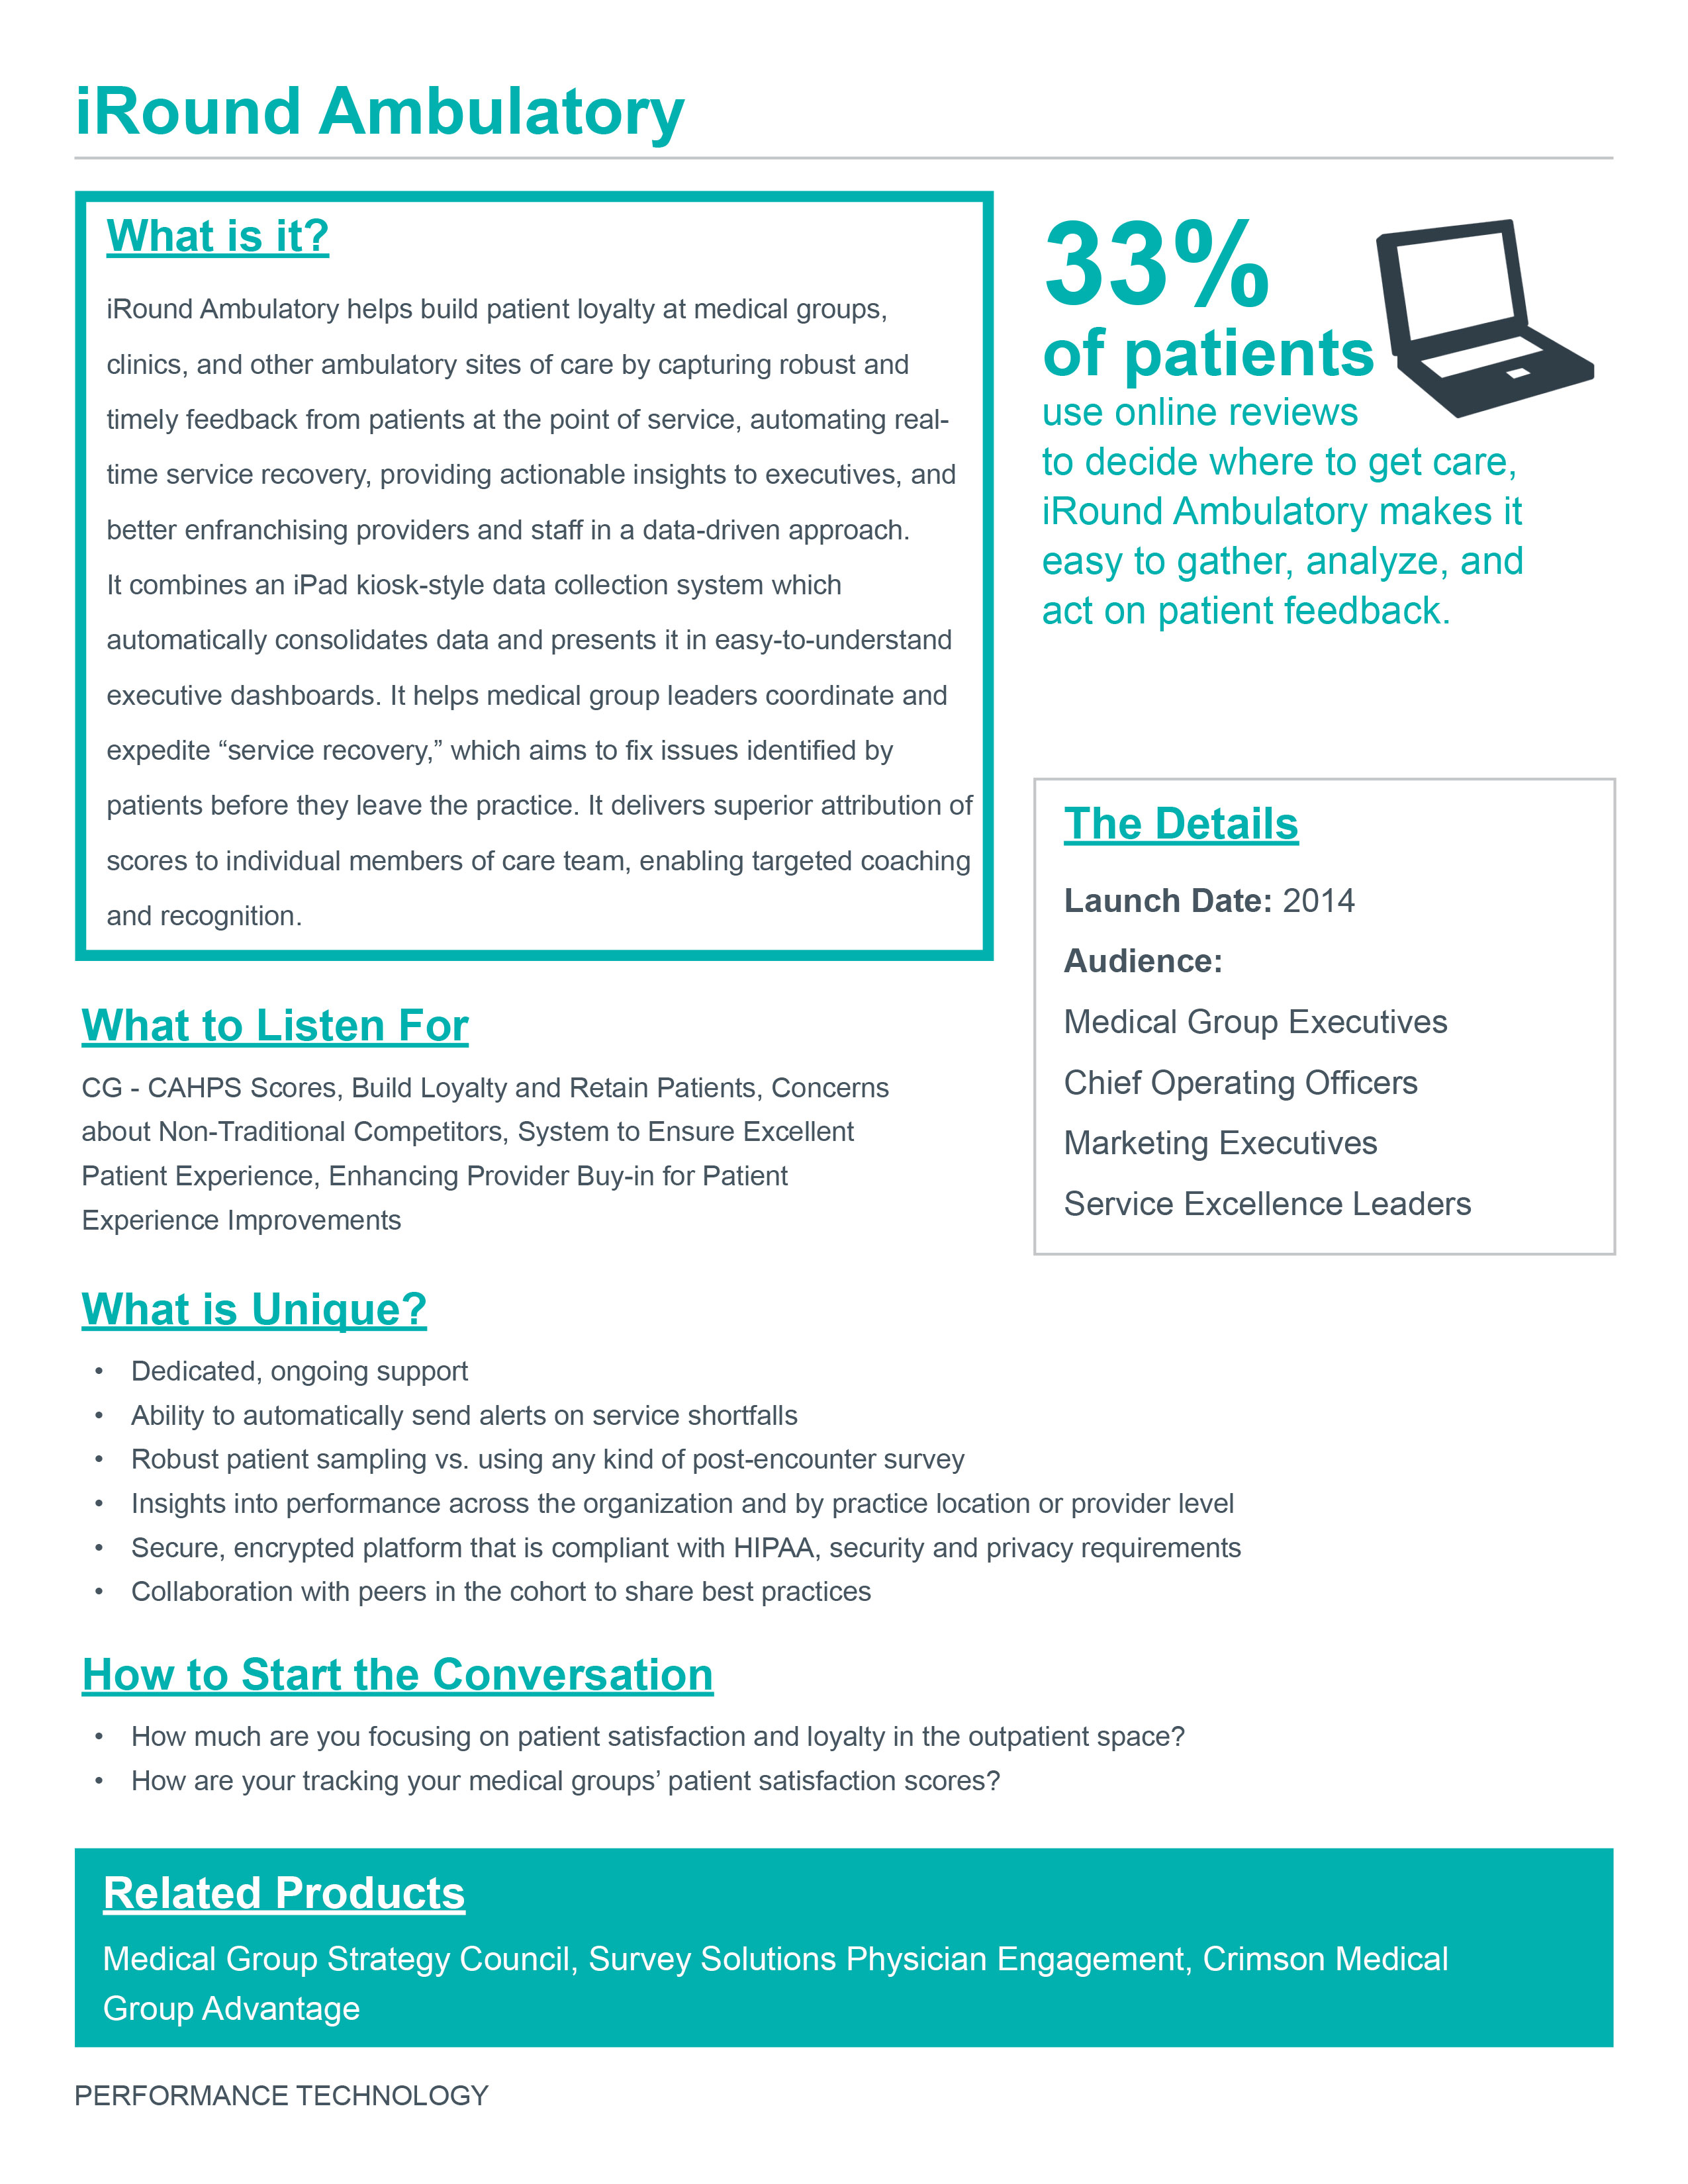 iRound Ambulatory
What is it?
iRound Ambulatory helps build patient loyalty at medical groups,
clinics, and other ambulatory sites of care by capturing robust and
timely feedback from patients at the point of service, automating real-
time service recovery, providing actionable insights to executives, and
better enfranchising providers and staff in a data-driven approach.
It combines an iPad kiosk-style data collection system which
automatically consolidates data and presents it in easy-to-understand
executive dashboards. It helps medical group leaders coordinate and
expedite “service recovery,” which aims to fix issues identified by
patients before they leave the practice. It delivers superior attribution of
scores to individual members of care team, enabling targeted coaching
and recognition.
33%
of patients
use online reviews
to decide where to get care,
iRound Ambulatory makes it
easy to gather, analyze, and
act on patient feedback.
The Details
Launch Date: 2014
Audience:
Medical Group Executives
Chief Operating Officers
Marketing Executives
Service Excellence Leaders
What to Listen For
CG - CAHPS Scores, Build Loyalty and Retain Patients, Concerns
about Non-Traditional Competitors, System to Ensure Excellent
Patient Experience, Enhancing Provider Buy-in for Patient
Experience Improvements
What is Unique?
• Dedicated, ongoing support
• Ability to automatically send alerts on service shortfalls
• Robust patient sampling vs. using any kind of post-encounter survey
• Insights into performance across the organization and by practice location or provider level
• Secure, encrypted platform that is compliant with HIPAA, security and privacy requirements
• Collaboration with peers in the cohort to share best practices
How to Start the Conversation
• How much are you focusing on patient satisfaction and loyalty in the outpatient space?
• How are your tracking your medical groups’ patient satisfaction scores?
Related Products
Medical Group Strategy Council, Survey Solutions Physician Engagement, Crimson Medical
Group Advantage
PERFORMANCE TECHNOLOGY